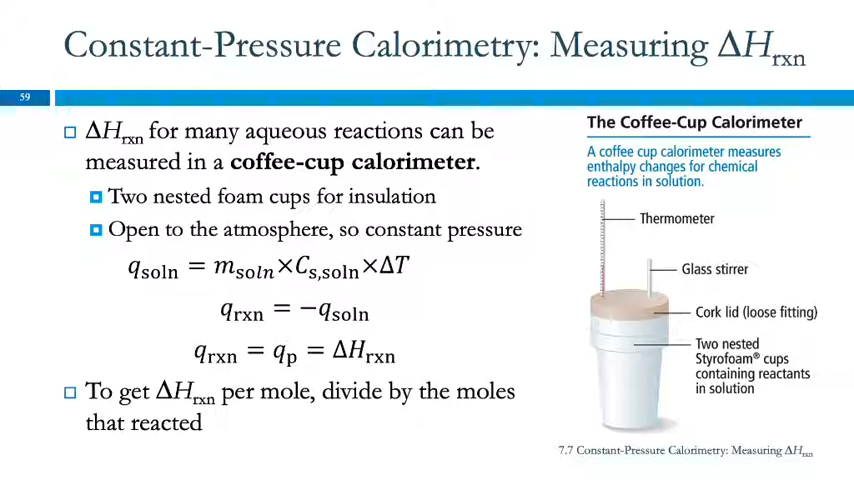 Constant-Pressure Calorimetry: Measuring ΔHrxn
59
ΔHrxn for many aqueous reactions can be
measured in a coffee-cup calorimeter.
Two nested foam cups for insulation
Open to the atmosphere, so constant pressure
qsoln = msoln×Cs,soln×ΔT
qrxn = −qsoln
qrxn = qp = ΔHrxn
To get ΔHrxn per mole, divide by the moles
that reacted
The Coffee-Cup Calorimeter
A coffee cup calorimeter measures
enthalpy changes for chemical
reactions in solution.
Thermometer
Glass stirrer
Cork lid (loose fitting)
Two nested
Styrofoam® cups
containing reactants
in solution
7.7 Constant-Pressure Calorimetry: Measuring ΔHrxn